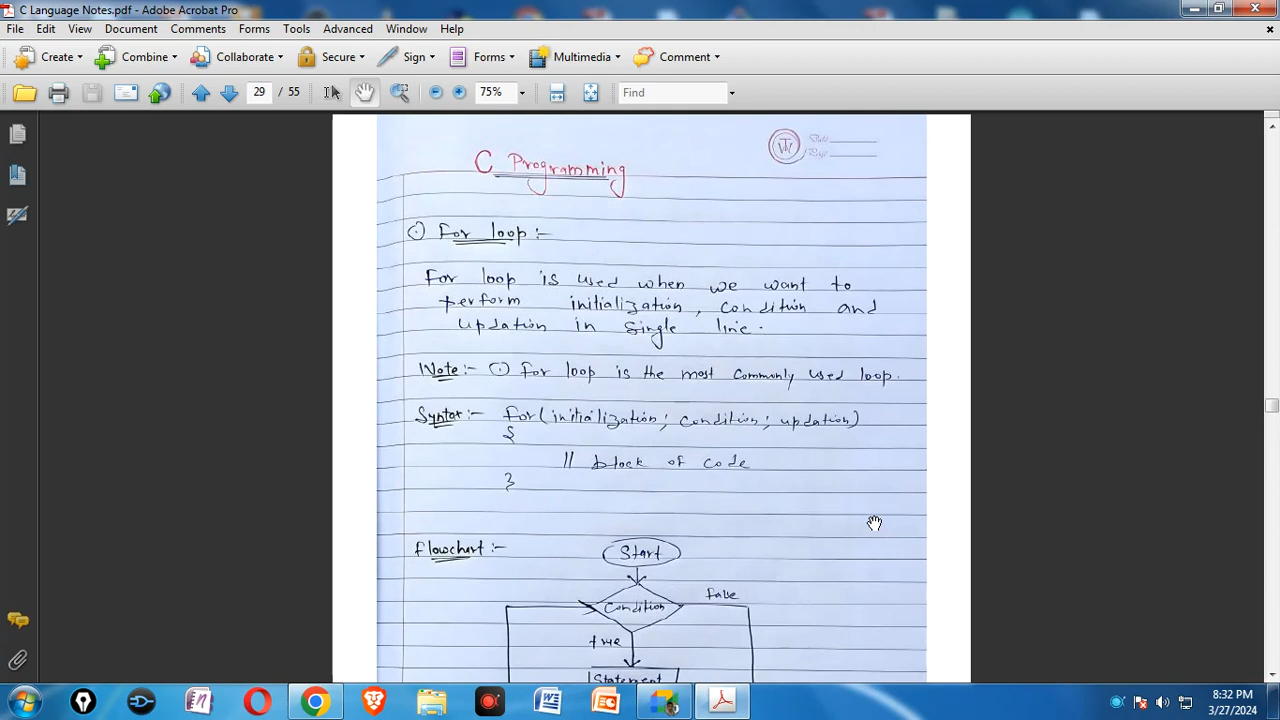 C Language Notes.pdf - Adobe Acrobat Pro
File Edit View Document Comments Forms Tools Advanced Window Help
Create Combine Collaborate Secure Sign Forms Multimedia Comment
29 / 55 75% Find
C Programming
For loop :-
For loop is used when we want to
perform initialization, condition and
updation in single line.
Note:- For loop is the most commonly used loop.
Syntax:- for(initialization; condition; updation)
{
// block of code
}
Flowchart :- Start
Condition False
true
Statement
8:32 PM
3/27/2024